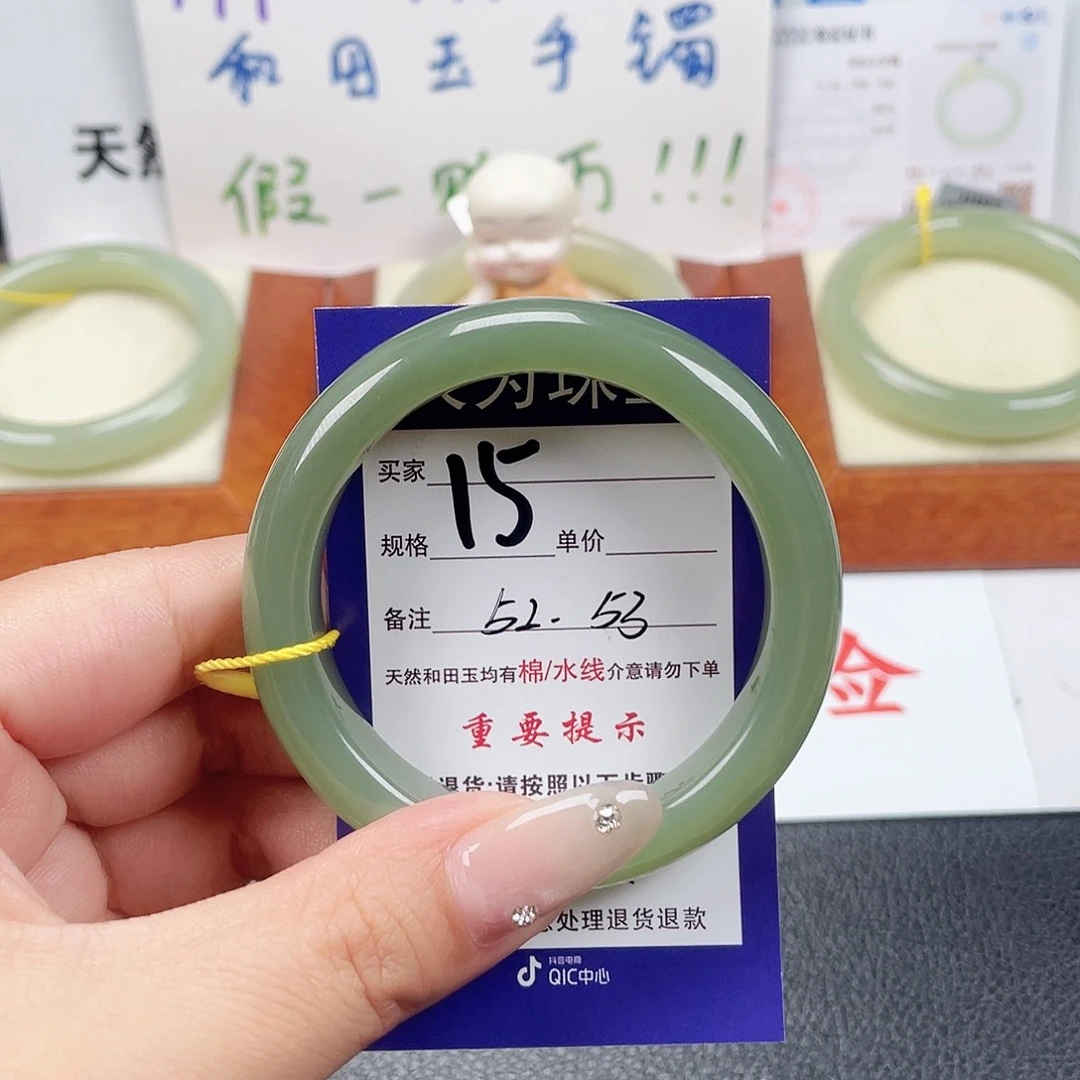 和田玉手镯
假一 万!!!
天然
为珠
买家
15
规格 单价
备注 52-53
天然和田玉均有棉/水线介意请勿下单
重要提示
退货:请按照以下步骤
处理退货退款
抖音电商
QIC中心